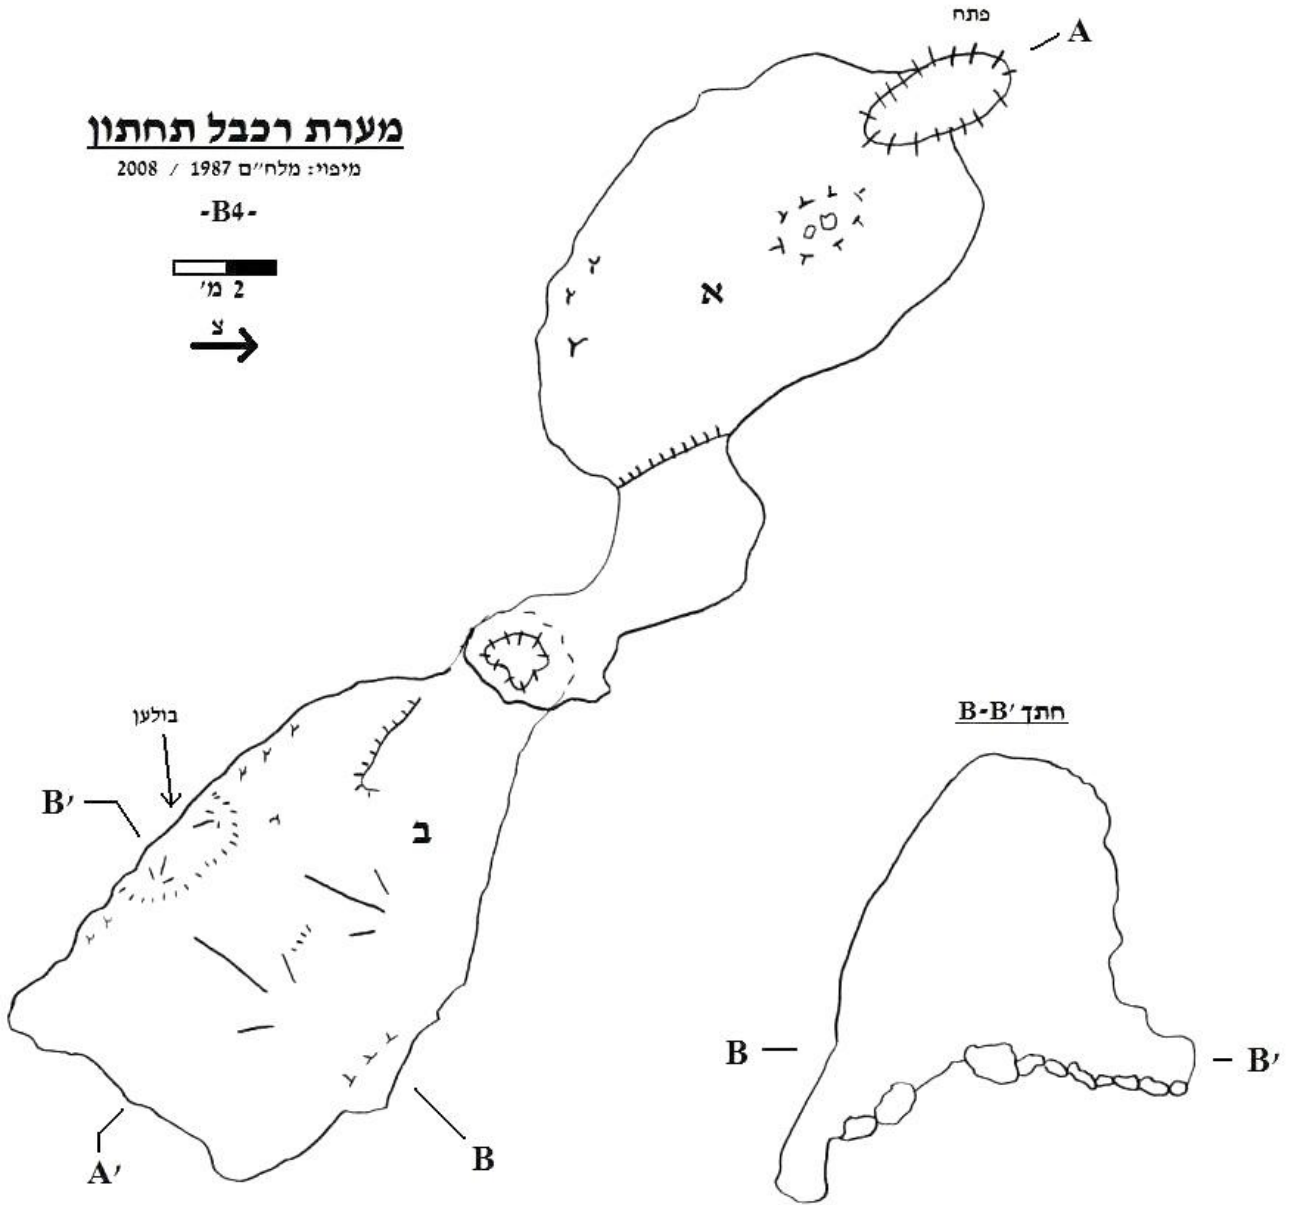 פתח
A
מערת רכבל תחתון
מיפוי: מלח״ם 1987 / 2008
-B4-
2 מ׳
צ
א
בולען
B׳
ב
A׳
B
חתך B-B׳
B
B׳